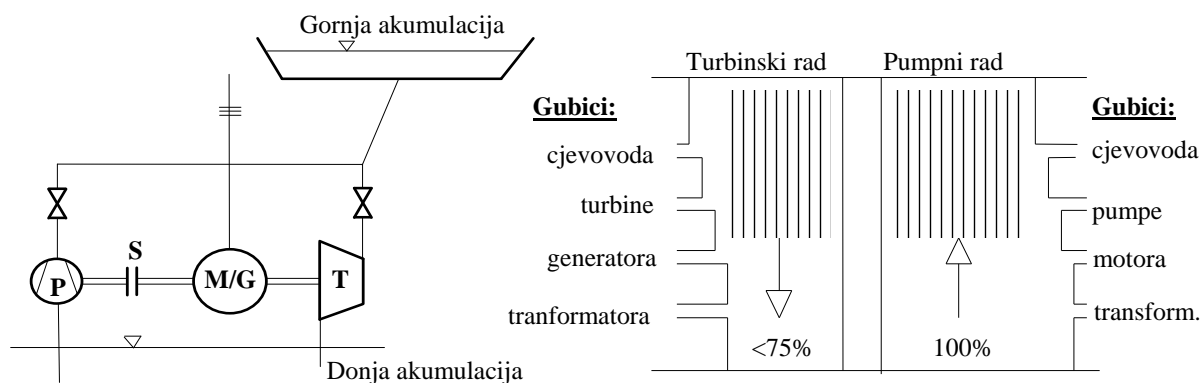 Gornja akumulacija
S
P
M/G
T
Donja akumulacija
Turbinski rad
Pumpni rad
Gubici:
cjevovoda
turbine
generatora
tranformatora
<75%
100%
Gubici:
cjevovoda
pumpe
motora
transform.